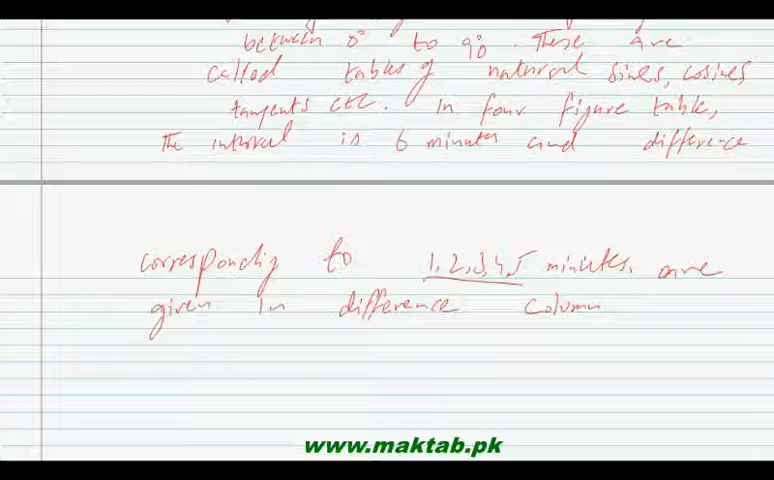 between 0° to 90°. These are
called tables of natural sines, cosines
tangents etc. In four figure table,
The interval is 6 minutes and difference
corresponding to 1, 2, 3, 4, 5 minutes. are
given in difference column
www.maktab.pk